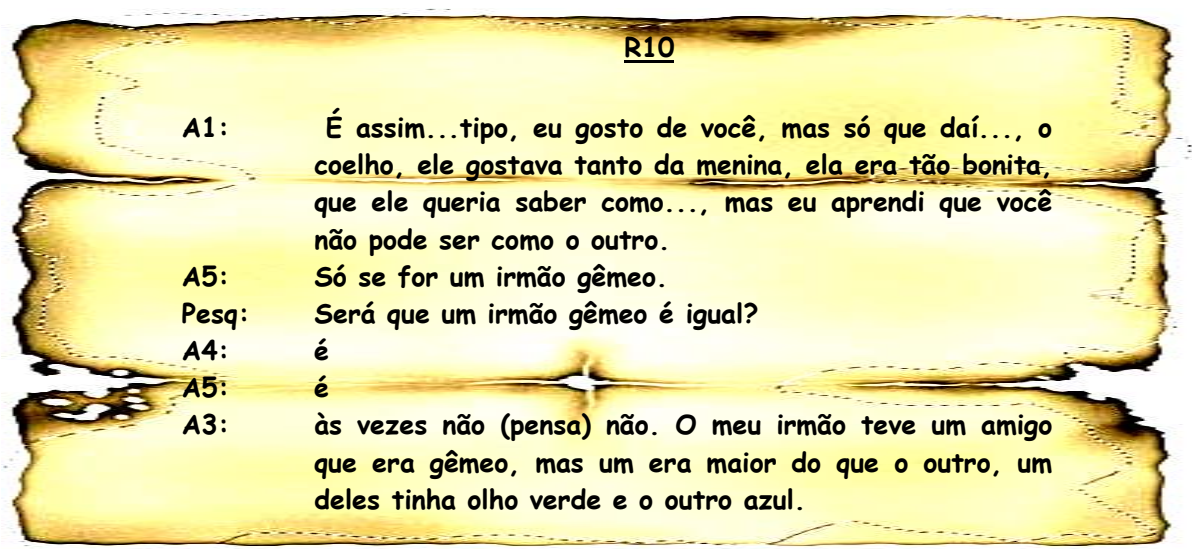 R10
A1: É assim...tipo, eu gosto de você, mas só que daí..., o
coelho, ele gostava tanto da menina, ela era tão bonita,
que ele queria saber como..., mas eu aprendi que você
não pode ser como o outro.
A5: Só se for um irmão gêmeo.
Pesq: Será que um irmão gêmeo é igual?
A4: é
A5: é
A3: às vezes não (pensa) não. O meu irmão teve um amigo
que era gêmeo, mas um era maior do que o outro, um
deles tinha olho verde e o outro azul.